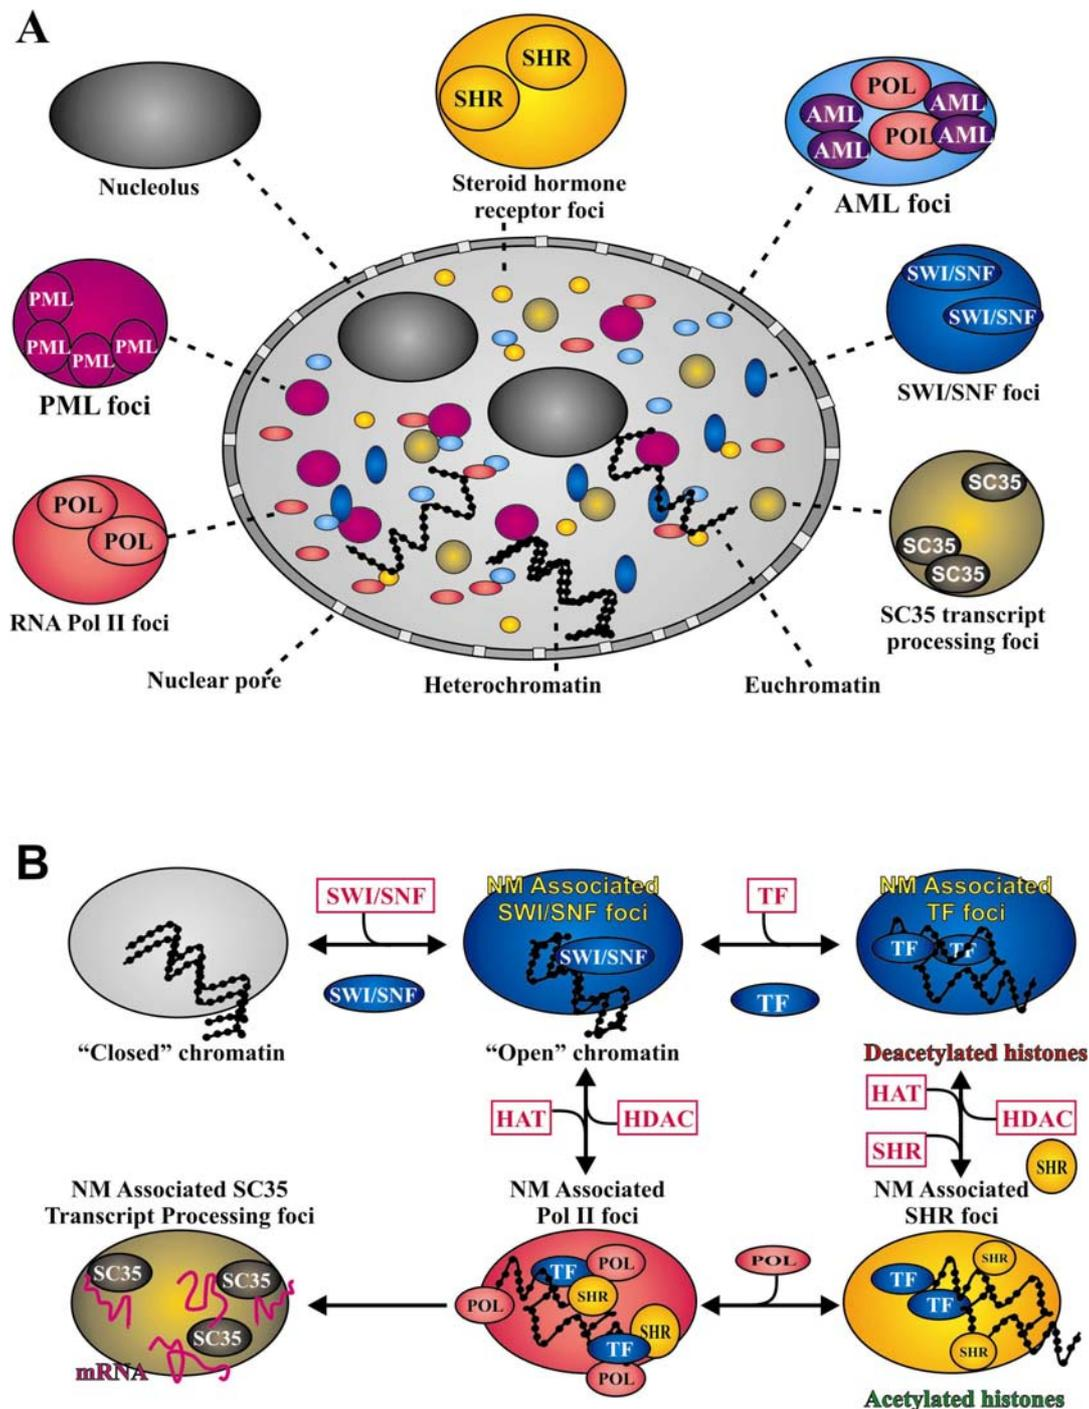 A
SHR
SHR
Steroid hormone
receptor foci
Nucleolus
POL
AML
AML
POL
AML
AML
AML foci
PML
PML
PML
PML
PML foci
SWI/SNF
SWI/SNF
SWI/SNF foci
POL
POL
RNA Pol II foci
SC35
SC35
SC35
SC35 transcript
processing foci
Nuclear pore
Heterochromatin
Euchromatin
B
"Closed" chromatin
SWI/SNF
SWI/SNF
NM Associated
SWI/SNF foci
SWI/SNF
"Open" chromatin
TF
TF
NM Associated
TF foci
TF
TF
Deacetylated histones
HAT
HDAC
HAT
HDAC
SHR
SHR
NM Associated SC35
Transcript Processing foci
SC35
SC35
SC35
mRNA
NM Associated
Pol II foci
POL
TF
POL
SHR
SHR
TF
POL
POL
NM Associated
SHR foci
TF
SHR
TF
SHR
Acetylated histones